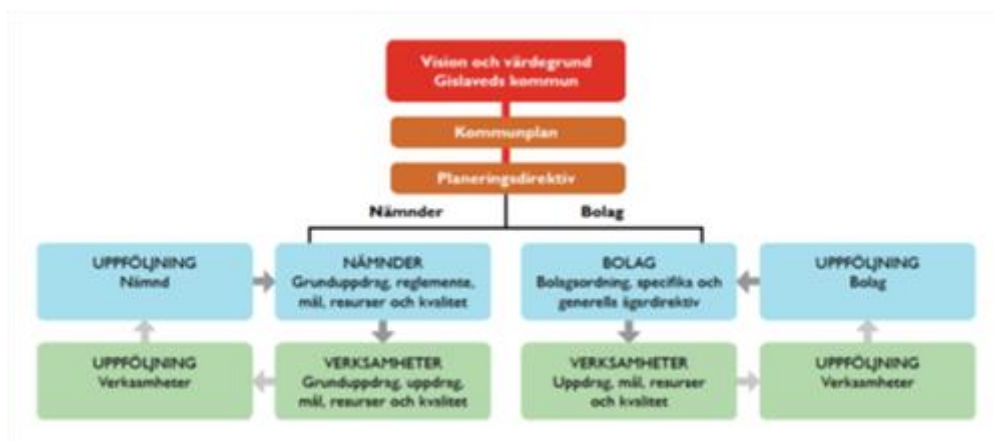 Vision och värdegrund
Gislaveds kommun
Kommunplan
Planeringsdirektiv
Nämnder
Bolag
UPPFÖLJNING
Nämnd
NÄMNDER
Grunduppdrag, reglemente,
mål, resurser och kvalitet
BOLAG
Bolagsordning, specifika och
generella ägardirektiv
UPPFÖLJNING
Bolag
UPPFÖLJNING
Verksamheter
VERKSAMHETER
Grunduppdrag, uppdrag,
mål, resurser och kvalitet
VERKSAMHETER
Uppdrag, mål, resurser
och kvalitet
UPPFÖLJNING
Verksamheter